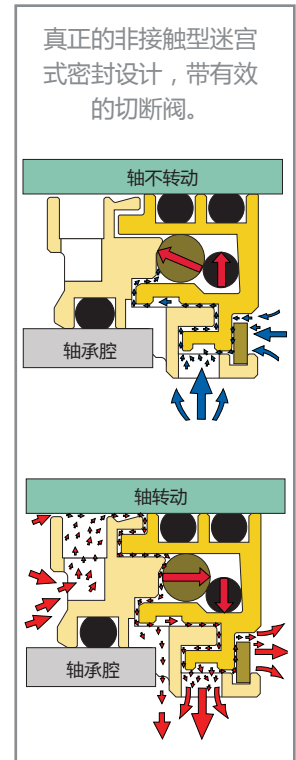 真正的非接触型迷宫
式密封设计，带有效
的切断阀。
轴不转动
轴承腔
轴转动
轴承腔